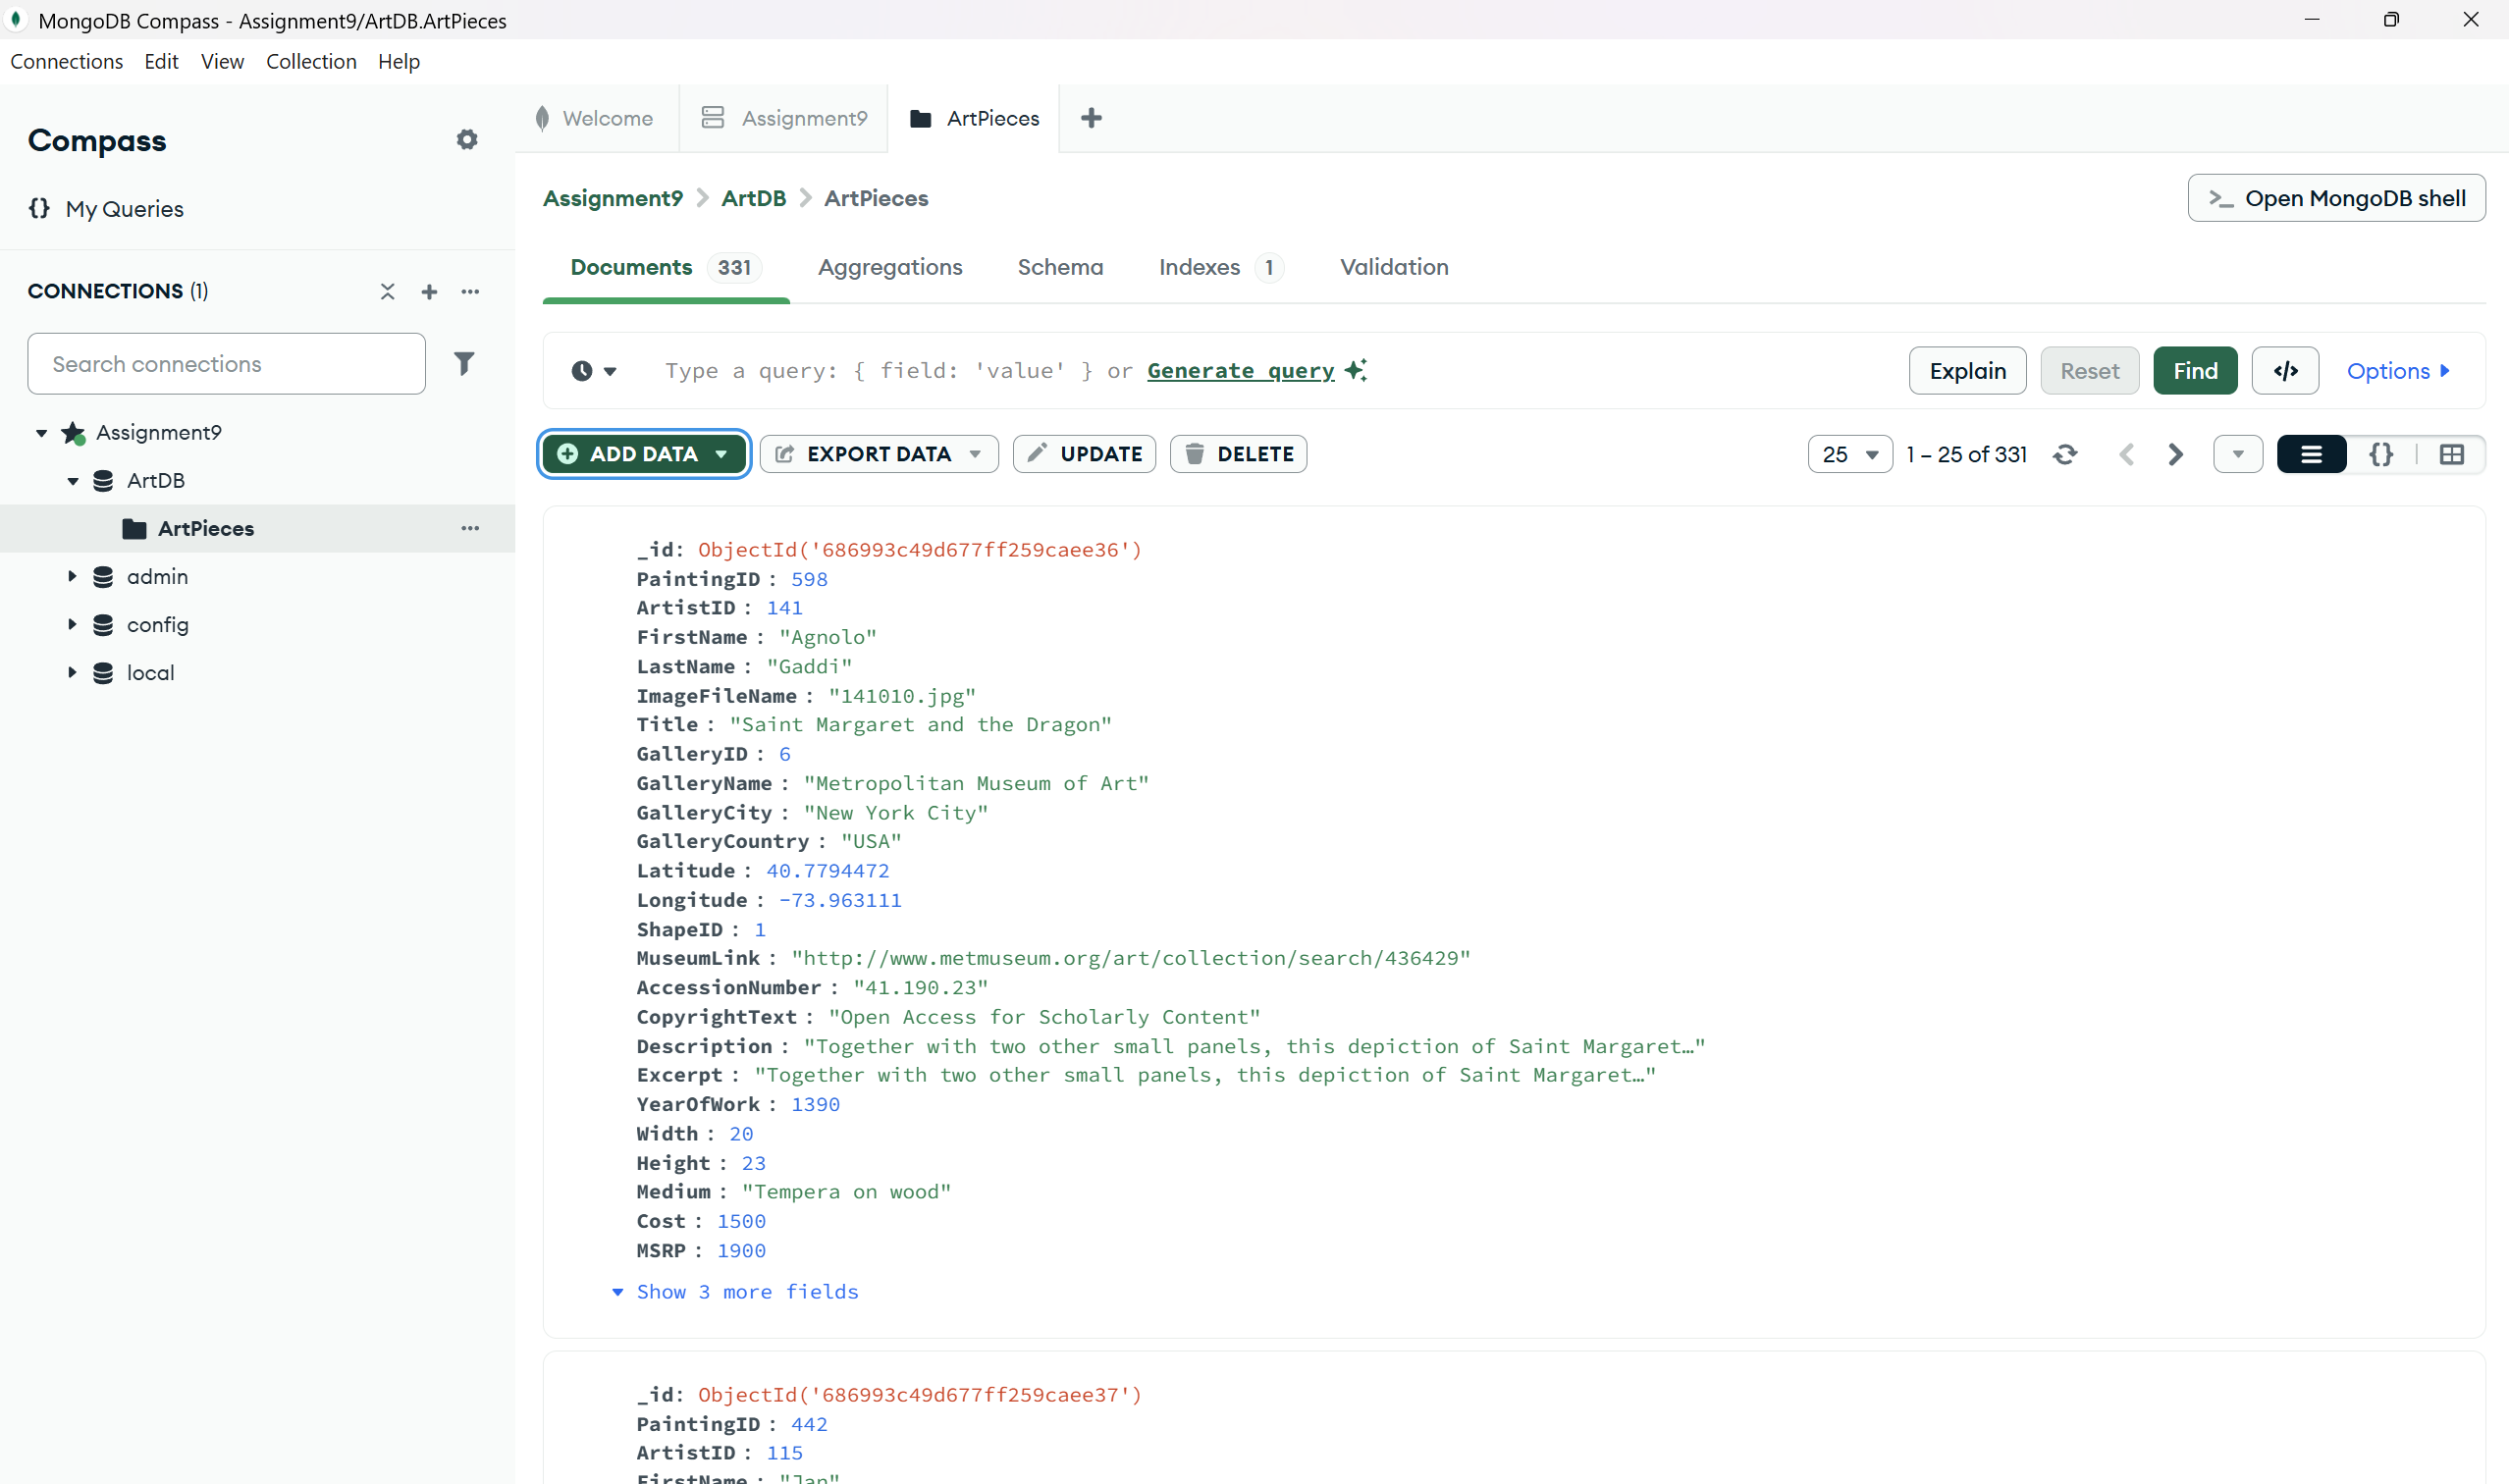 MongoDB Compass - Assignment9/ArtDB.ArtPieces
Connections Edit View Collection Help
Compass
{} My Queries
CONNECTIONS (1)
Search connections
Assignment9
ArtDB
ArtPieces
admin
config
local
Welcome Assignment9 ArtPieces
Assignment9 > ArtDB > ArtPieces
>_ Open MongoDB shell
Documents 331 Aggregations Schema Indexes 1 Validation
Type a query: { field: 'value' } or Generate query
Explain Reset Find </> Options
ADD DATA EXPORT DATA UPDATE DELETE
25 1 – 25 of 331 {}
_id: ObjectId('686993c49d677ff259caee36')
PaintingID : 598
ArtistID : 141
FirstName : "Agnolo"
LastName : "Gaddi"
ImageFileName : "141010.jpg"
Title : "Saint Margaret and the Dragon"
GalleryID : 6
GalleryName : "Metropolitan Museum of Art"
GalleryCity : "New York City"
GalleryCountry : "USA"
Latitude : 40.7794472
Longitude : -73.963111
ShapeID : 1
MuseumLink : "http://www.metmuseum.org/art/collection/search/436429"
AccessionNumber : "41.190.23"
CopyrightText : "Open Access for Scholarly Content"
Description : "Together with two other small panels, this depiction of Saint Margaret…"
Excerpt : "Together with two other small panels, this depiction of Saint Margaret…"
YearOfWork : 1390
Width : 20
Height : 23
Medium : "Tempera on wood"
Cost : 1500
MSRP : 1900
Show 3 more fields
_id: ObjectId('686993c49d677ff259caee37')
PaintingID : 442
ArtistID : 115
FirstName : "Jan"